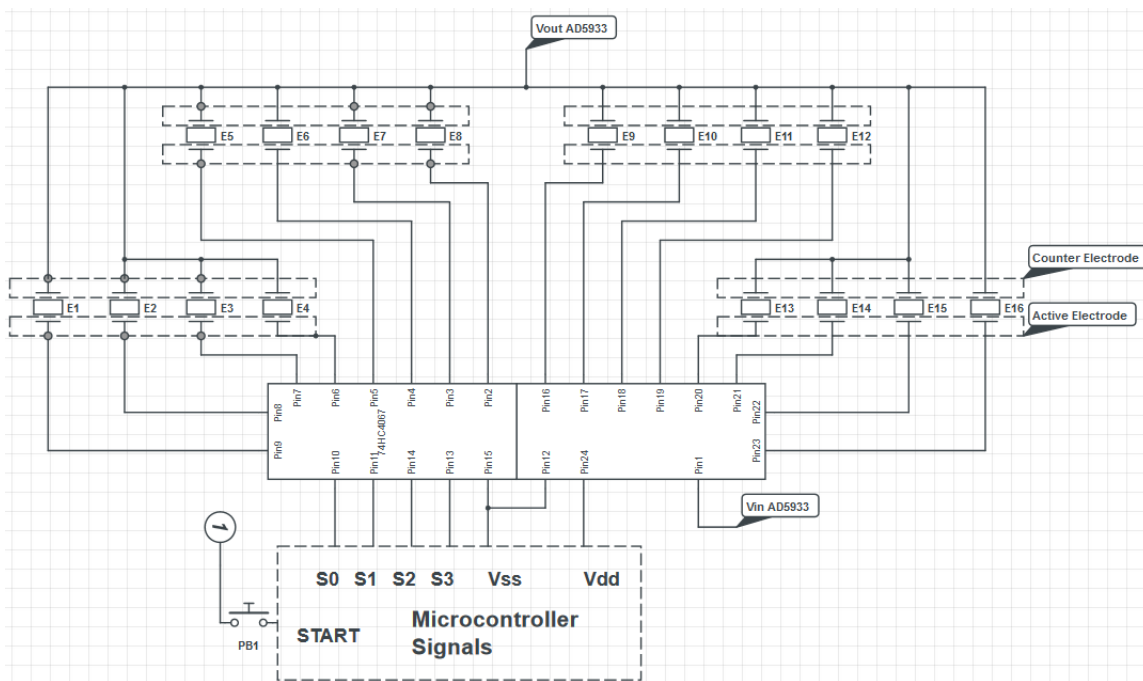 Vout AD5933
E5
E6
E7
E8
E9
E10
E11
E12
Counter Electrode
E1
E2
E3
E4
E13
E14
E15
E16
Active Electrode
Pin8
Pin7
Pin6
Pin5
Pin4
Pin3
Pin2
Pin16
Pin17
Pin18
Pin19
Pin20
Pin21
Pin22
74HC4067
Pin9
Pin10
Pin11
Pin14
Pin13
Pin15
Pin12
Pin24
Pin1
Pin23
Vin AD5933
1
S0 S1 S2 S3 Vss Vdd
PB1
START
Microcontroller
Signals